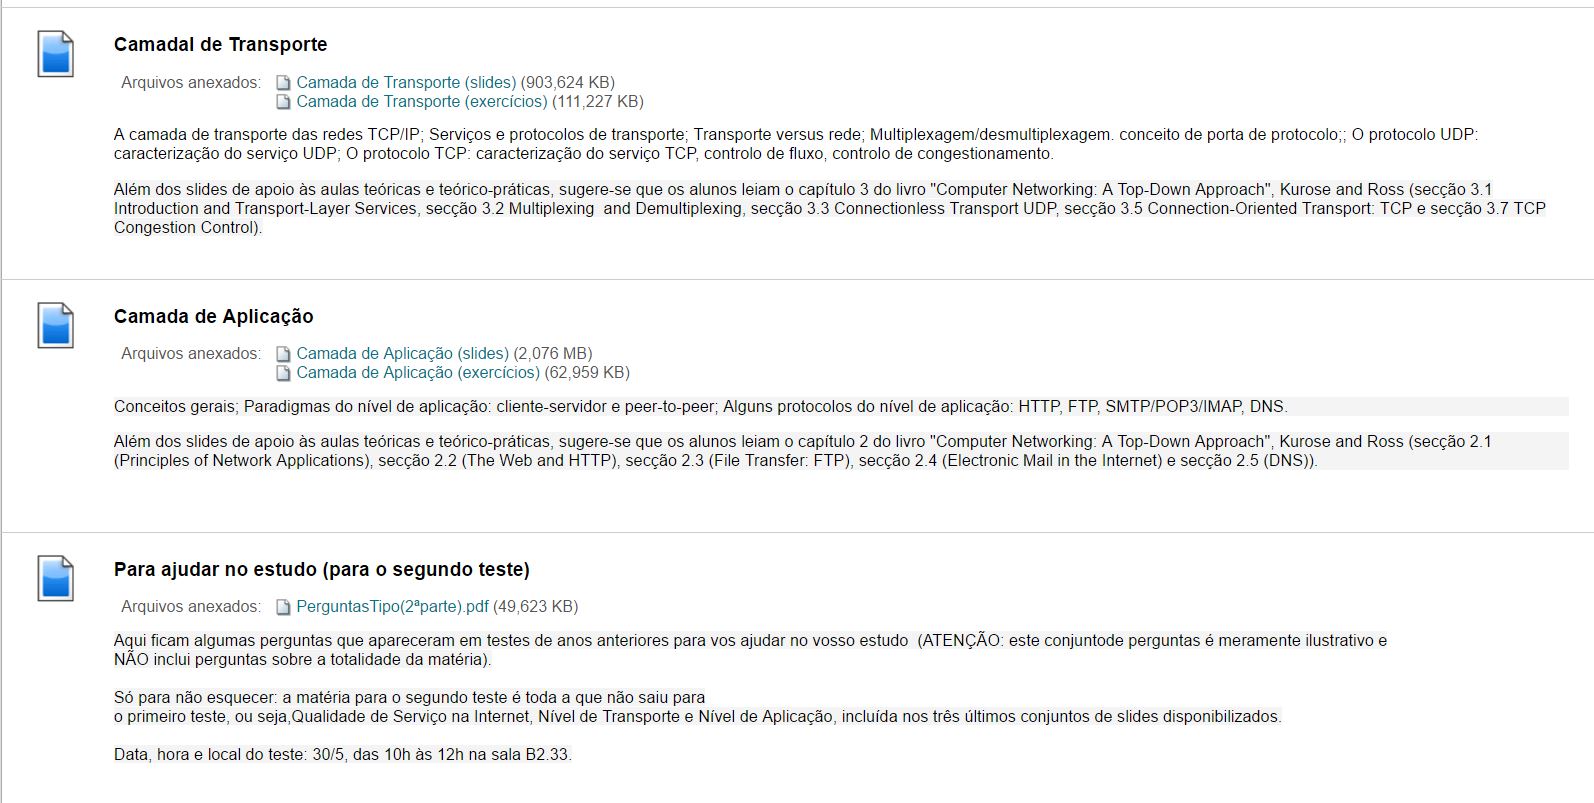 Camadal de Transporte
Arquivos anexados: Camada de Transporte (slides) (903,624 KB)
Camada de Transporte (exercícios) (111,227 KB)
A camada de transporte das redes TCP/IP; Serviços e protocolos de transporte; Transporte versus rede; Multiplexagem/desmultiplexagem. conceito de porta de protocolo;; O protocolo UDP:
caracterização do serviço UDP; O protocolo TCP: caracterização do serviço TCP, controlo de fluxo, controlo de congestionamento.
Além dos slides de apoio às aulas teóricas e teórico-práticas, sugere-se que os alunos leiam o capítulo 3 do livro "Computer Networking: A Top-Down Approach", Kurose and Ross (secção 3.1
Introduction and Transport-Layer Services, secção 3.2 Multiplexing  and Demultiplexing, secção 3.3 Connectionless Transport UDP, secção 3.5 Connection-Oriented Transport: TCP e secção 3.7 TCP
Congestion Control).
Camada de Aplicação
Arquivos anexados: Camada de Aplicação (slides) (2,076 MB)
Camada de Aplicação (exercícios) (62,959 KB)
Conceitos gerais; Paradigmas do nível de aplicação: cliente-servidor e peer-to-peer; Alguns protocolos do nível de aplicação: HTTP, FTP, SMTP/POP3/IMAP, DNS.
Além dos slides de apoio às aulas teóricas e teórico-práticas, sugere-se que os alunos leiam o capítulo 2 do livro "Computer Networking: A Top-Down Approach", Kurose and Ross (secção 2.1
(Principles of Network Applications), secção 2.2 (The Web and HTTP), secção 2.3 (File Transfer: FTP), secção 2.4 (Electronic Mail in the Internet) e secção 2.5 (DNS)).
Para ajudar no estudo (para o segundo teste)
Arquivos anexados: PerguntasTipo(2ªparte).pdf (49,623 KB)
Aqui ficam algumas perguntas que apareceram em testes de anos anteriores para vos ajudar no vosso estudo  (ATENÇÃO: este conjuntode perguntas é meramente ilustrativo e
NÃO inclui perguntas sobre a totalidade da matéria).
Só para não esquecer: a matéria para o segundo teste é toda a que não saiu para
o primeiro teste, ou seja,Qualidade de Serviço na Internet, Nível de Transporte e Nível de Aplicação, incluída nos três últimos conjuntos de slides disponibilizados.
Data, hora e local do teste: 30/5, das 10h às 12h na sala B2.33.